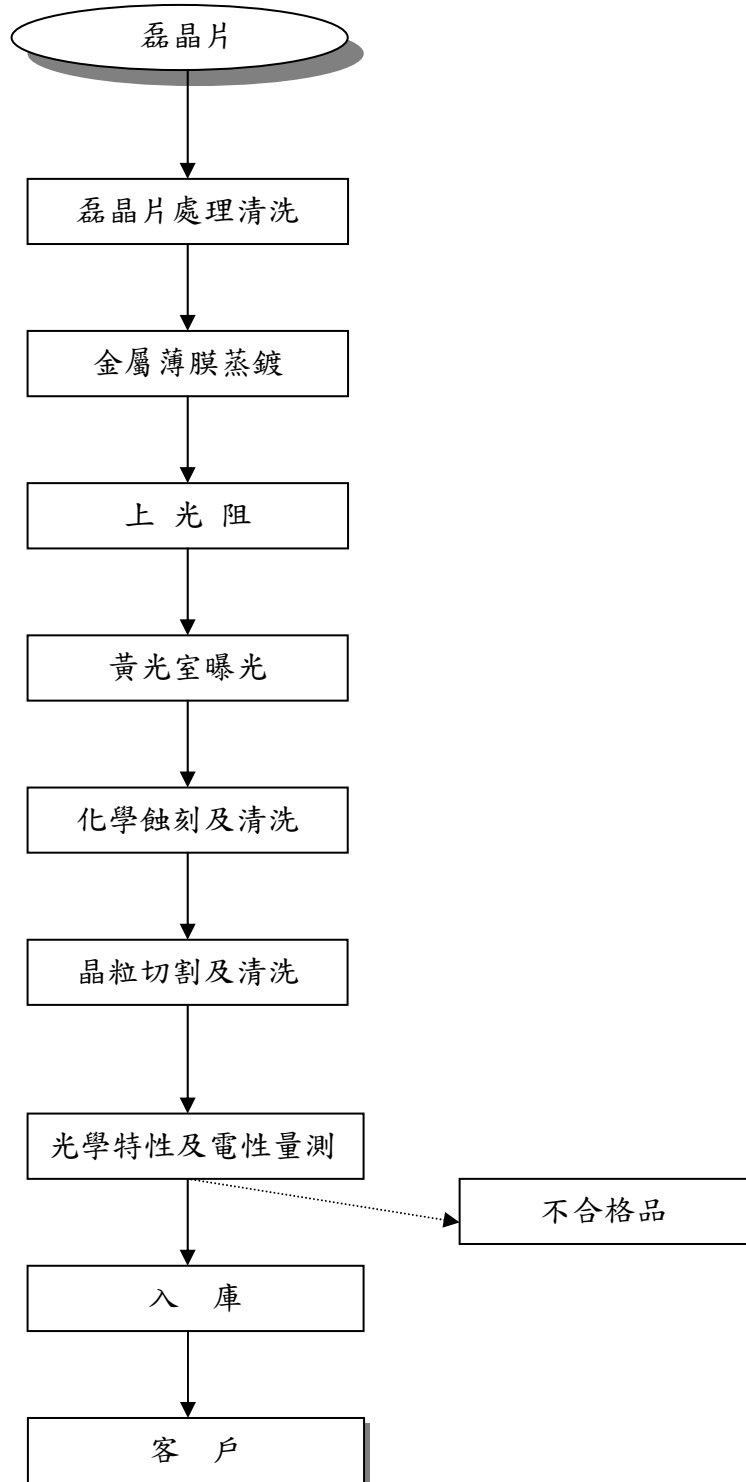 磊晶片
磊晶片處理清洗
金屬薄膜蒸鍍
上 光 阻
黃光室曝光
化學蝕刻及清洗
晶粒切割及清洗
光學特性及電性量測
不合格品
入 庫
客 戶